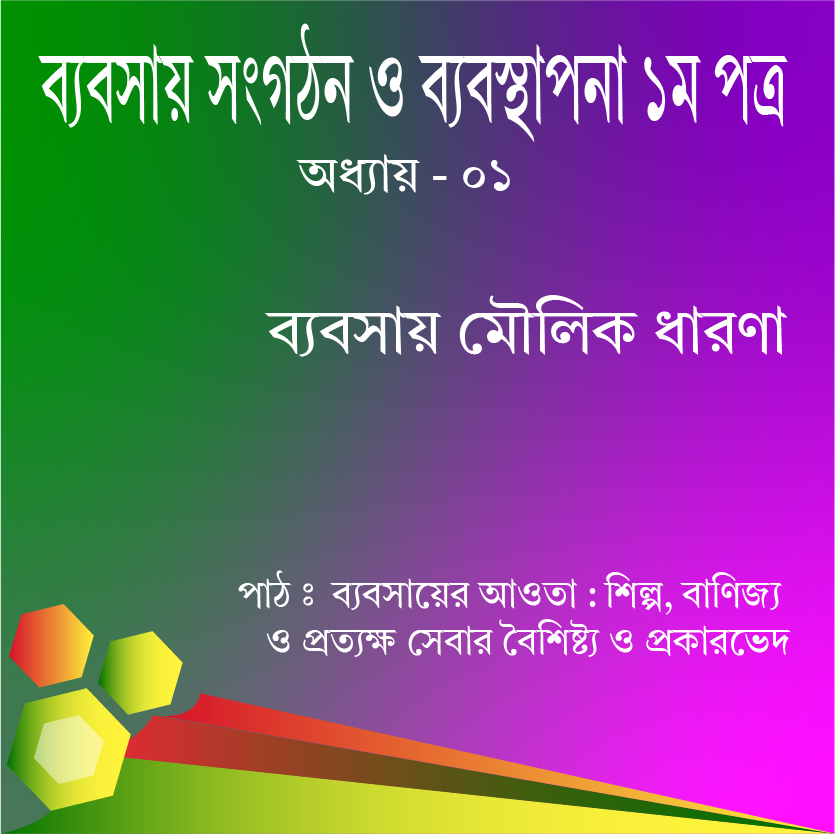 ব্যবসায় সংগঠন ও ব্যবস্থাপনা ১ম পত্র
অধ্যায় - ০১
ব্যবসায় মৌলিক ধারণা
পাঠ ঃ ব্যবসায়ের আওতা : শিল্প, বাণিজ্য
ও প্রত্যক্ষ সেবার বৈশিষ্ট্য ও প্রকারভেদ